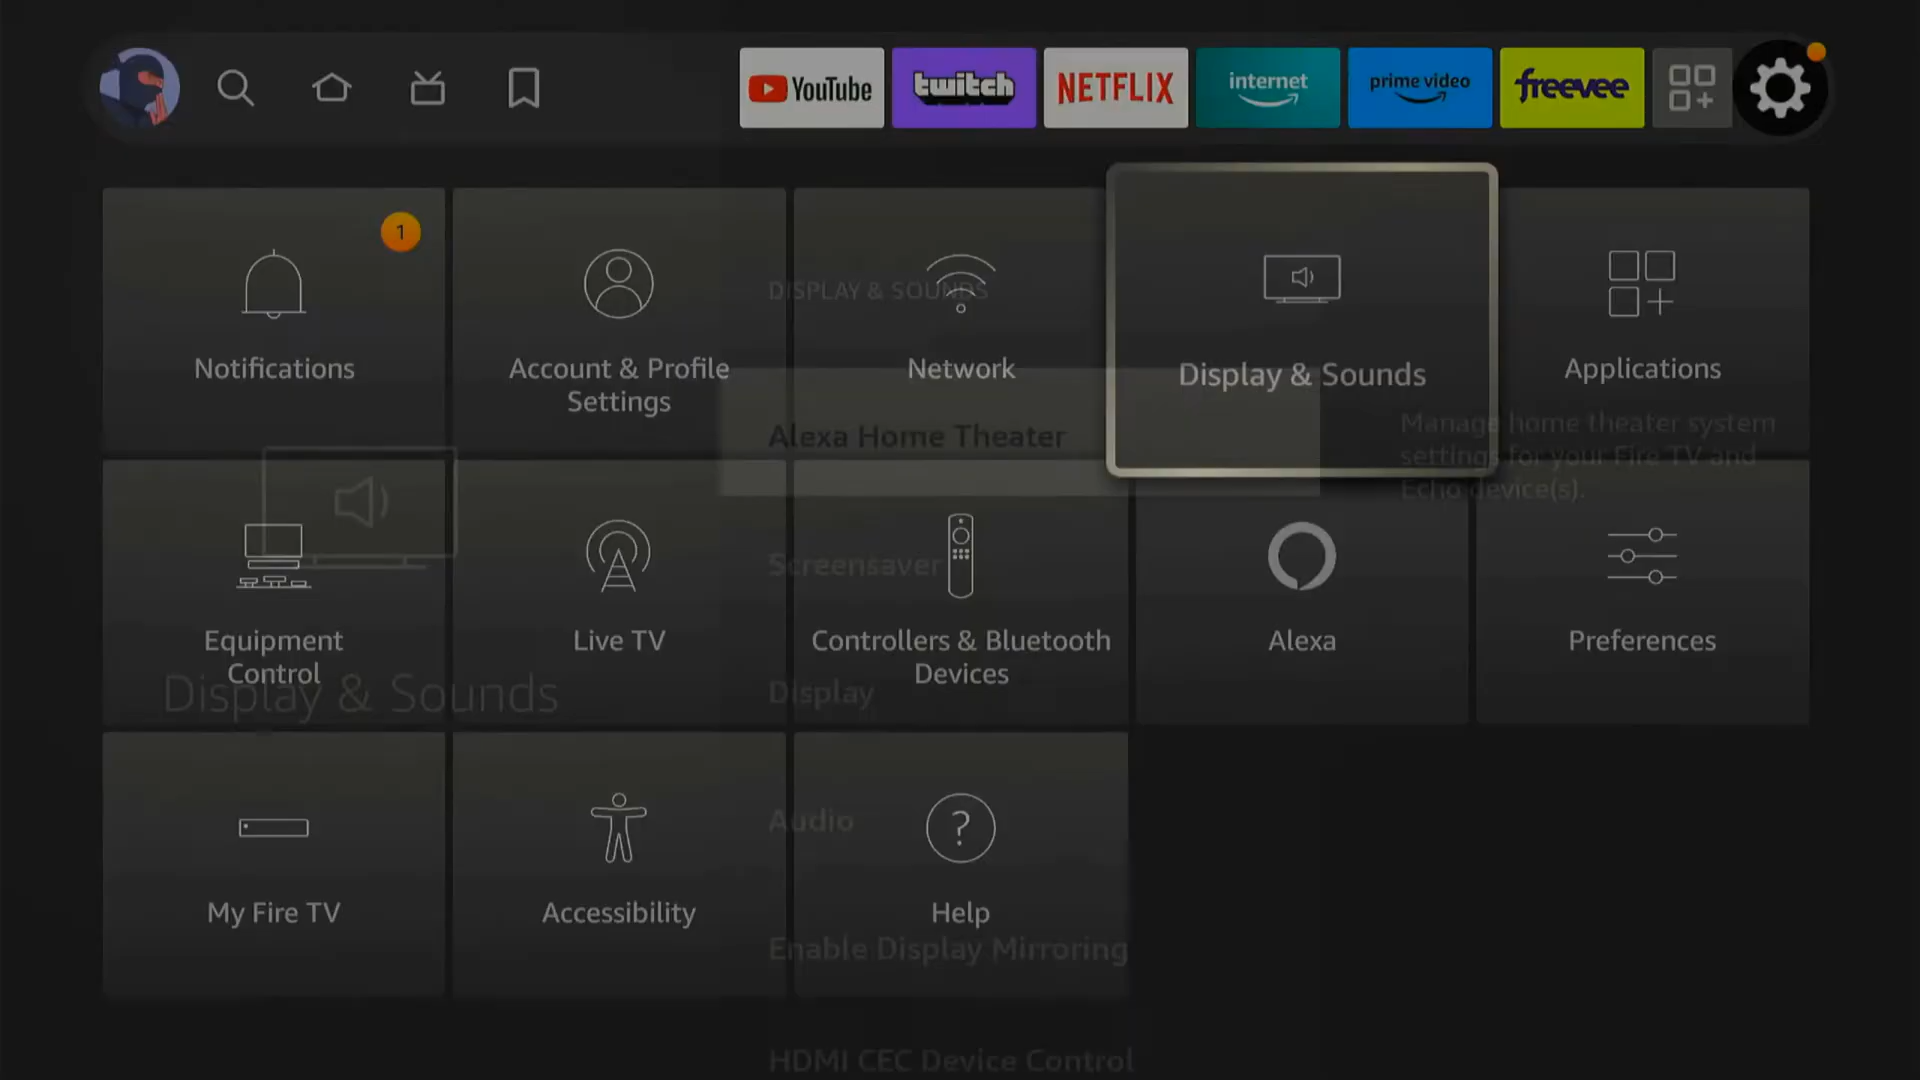 YouTube
twitch
NETFLIX
internet
prime video
freevee
1
Notifications
Account & Profile
Settings
Network
Display & Sounds
Applications
DISPLAY & SOUNDS
Alexa Home Theater
Manage home theater system
settings for your Fire TV and
Echo device(s).
Equipment
Control
Live TV
Controllers & Bluetooth
Devices
Alexa
Preferences
Screensaver
Display & Sounds
Display
My Fire TV
Accessibility
?
Help
Audio
Enable Display Mirroring
HDMI CEC Device Control